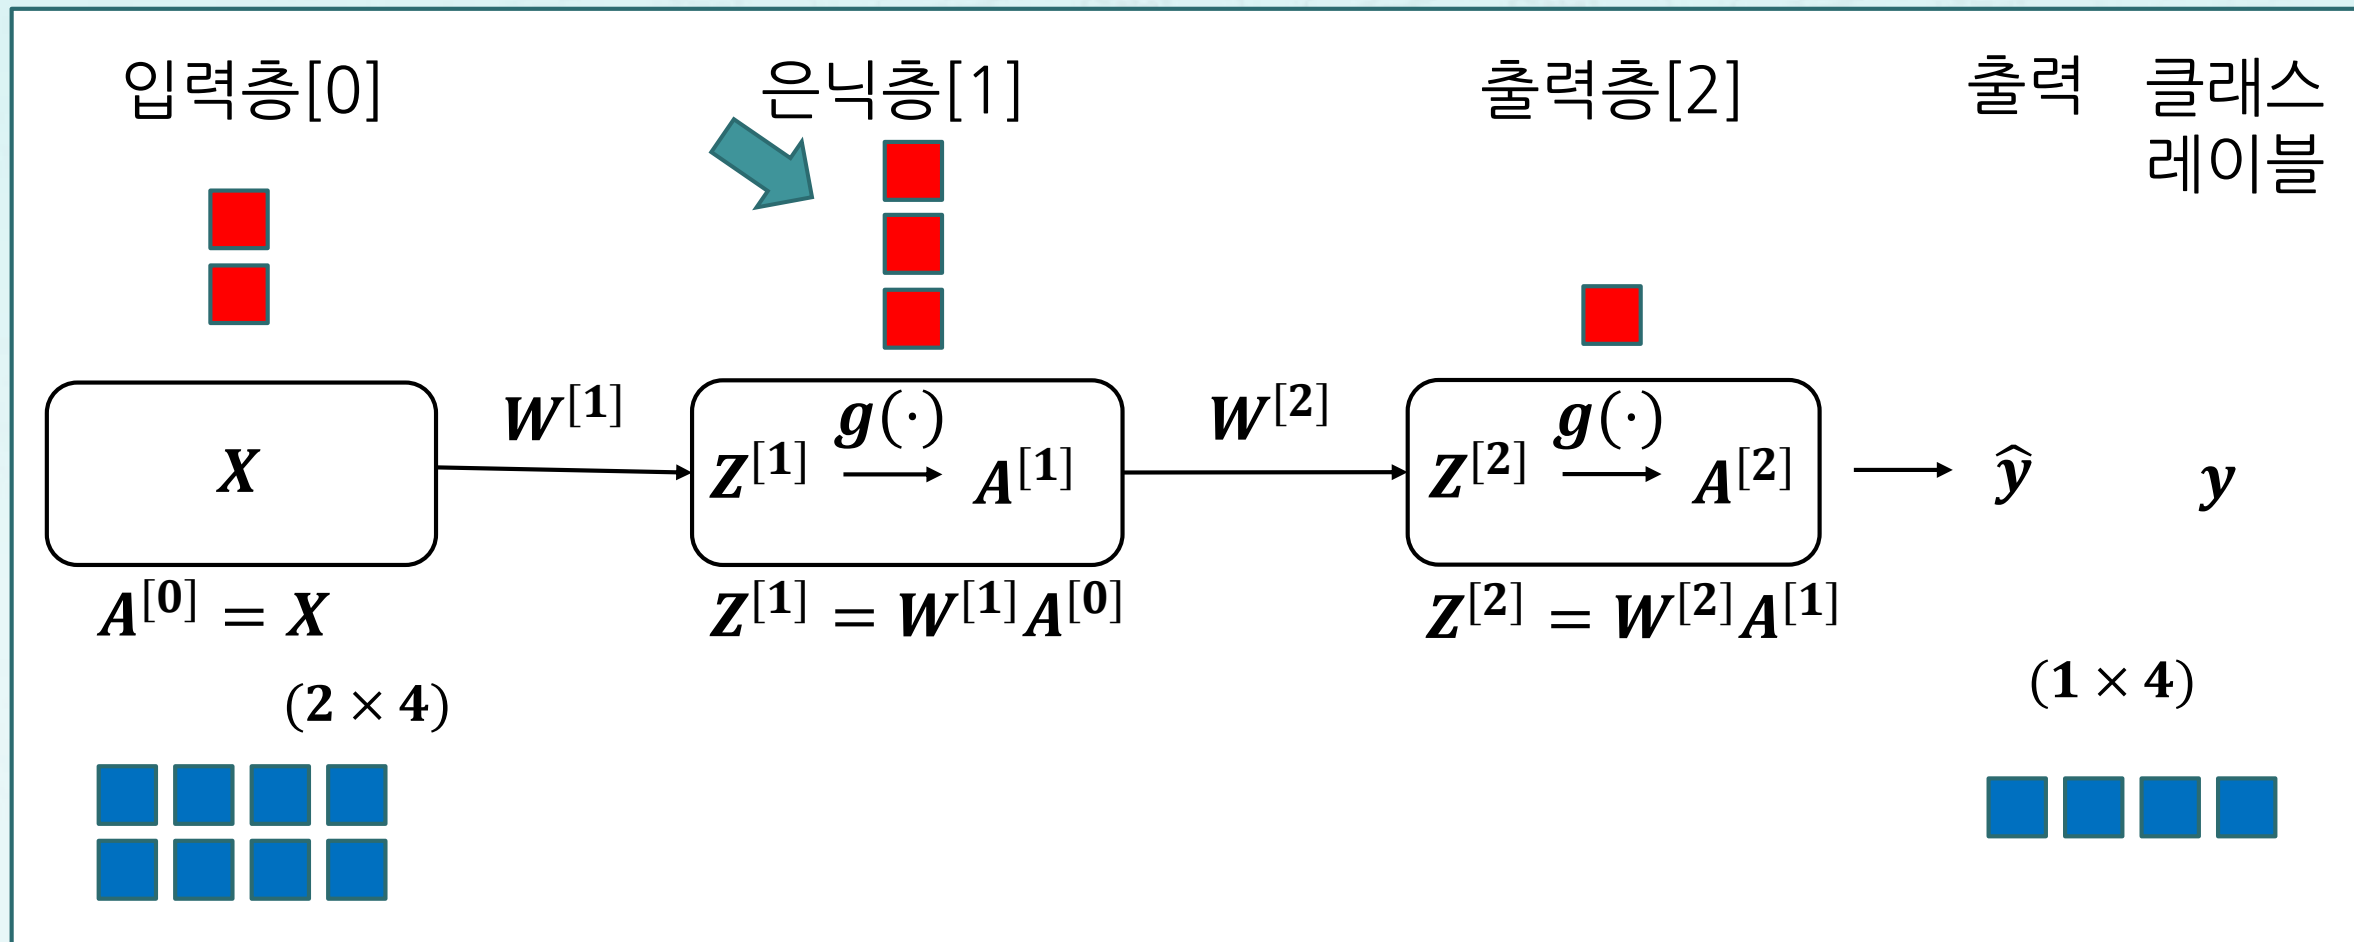 입력층[0]
은닉층[1]
출력층[2]
출력
클래스
레이블
X
W^[1]
Z^[1] g(·) → A^[1]
W^[2]
Z^[2] g(·) → A^[2]
→ ŷ
y
A^[0] = X
Z^[1] = W^[1]A^[0]
Z^[2] = W^[2]A^[1]
(2 × 4)
(1 × 4)